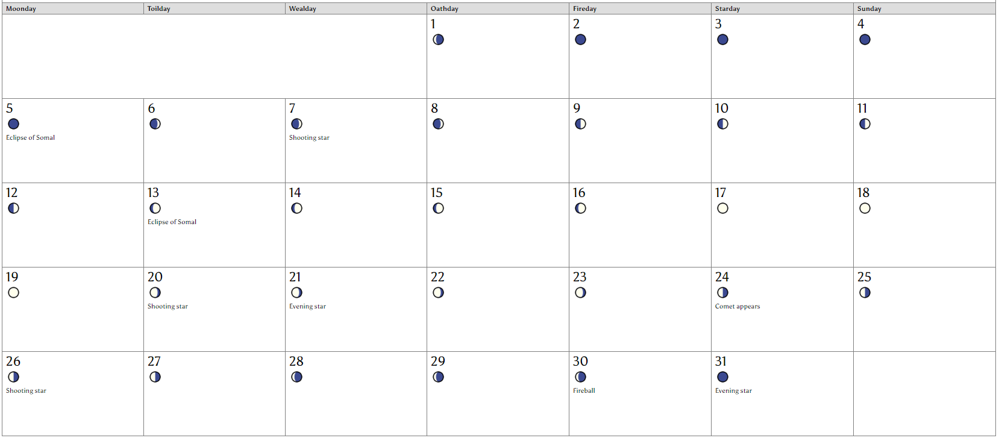 Moonday Toilday Wealday Oathday Fireday Starday Sunday
1 2 3 4
5 6 7 8 9 10 11
Eclipse of Somal Shooting star
12 13 14 15 16 17 18
Eclipse of Somal
19 20 21 22 23 24 25
Shooting star Evening star Comet appears
26 27 28 29 30 31
Shooting star Fireball Evening star